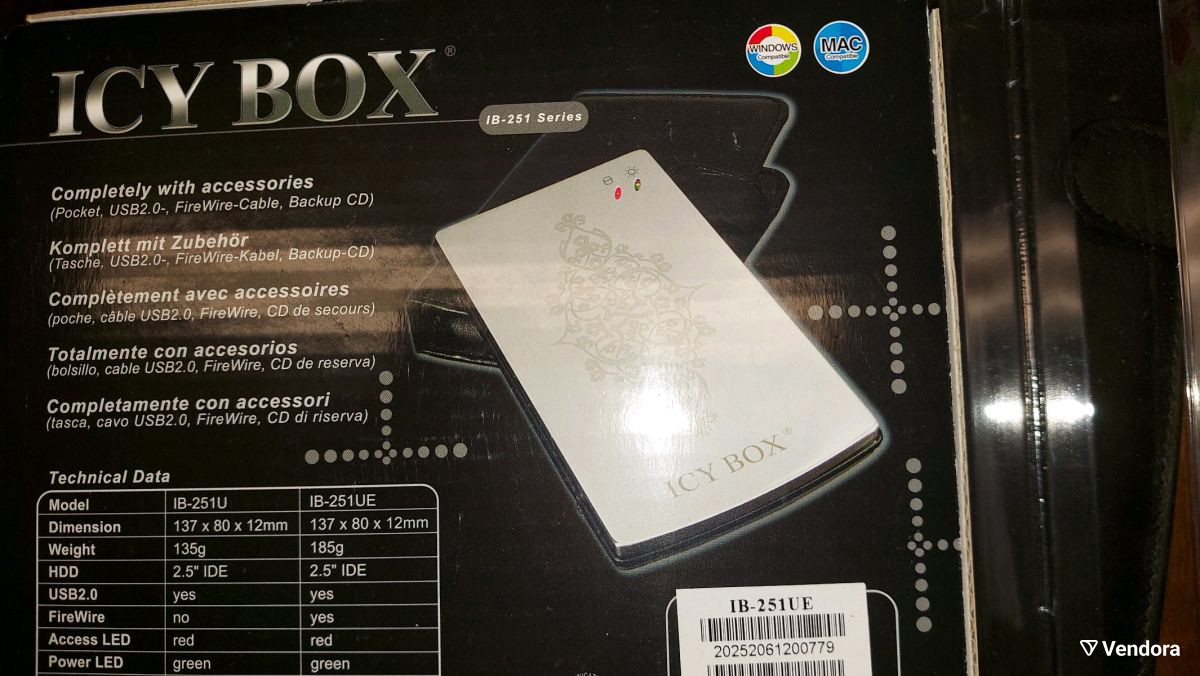 ICY BOX®
WINDOWS
Compatible
MAC
Compatible
IB-251 Series
Completely with accessories
(Pocket, USB2.0-, FireWire-Cable, Backup CD)
Komplett mit Zubehör
(Tasche, USB2.0-, FireWire-Kabel, Backup-CD)
Complètement avec accessoires
(poche, câble USB2.0, FireWire, CD de secours)
Totalmente con accesorios
(bolsillo, cable USB2.0, FireWire, CD de reserva)
Completamente con accessori
(tasca, cavo USB2.0, FireWire, CD di riserva)
ICY BOX®
Technical Data
Model IB-251U IB-251UE
Dimension 137 x 80 x 12mm 137 x 80 x 12mm
Weight 135g 185g
HDD 2.5" IDE 2.5" IDE
USB2.0 yes yes
FireWire no yes
Access LED red red
Power LED green green
IB-251UE
20252061200779
Vendora